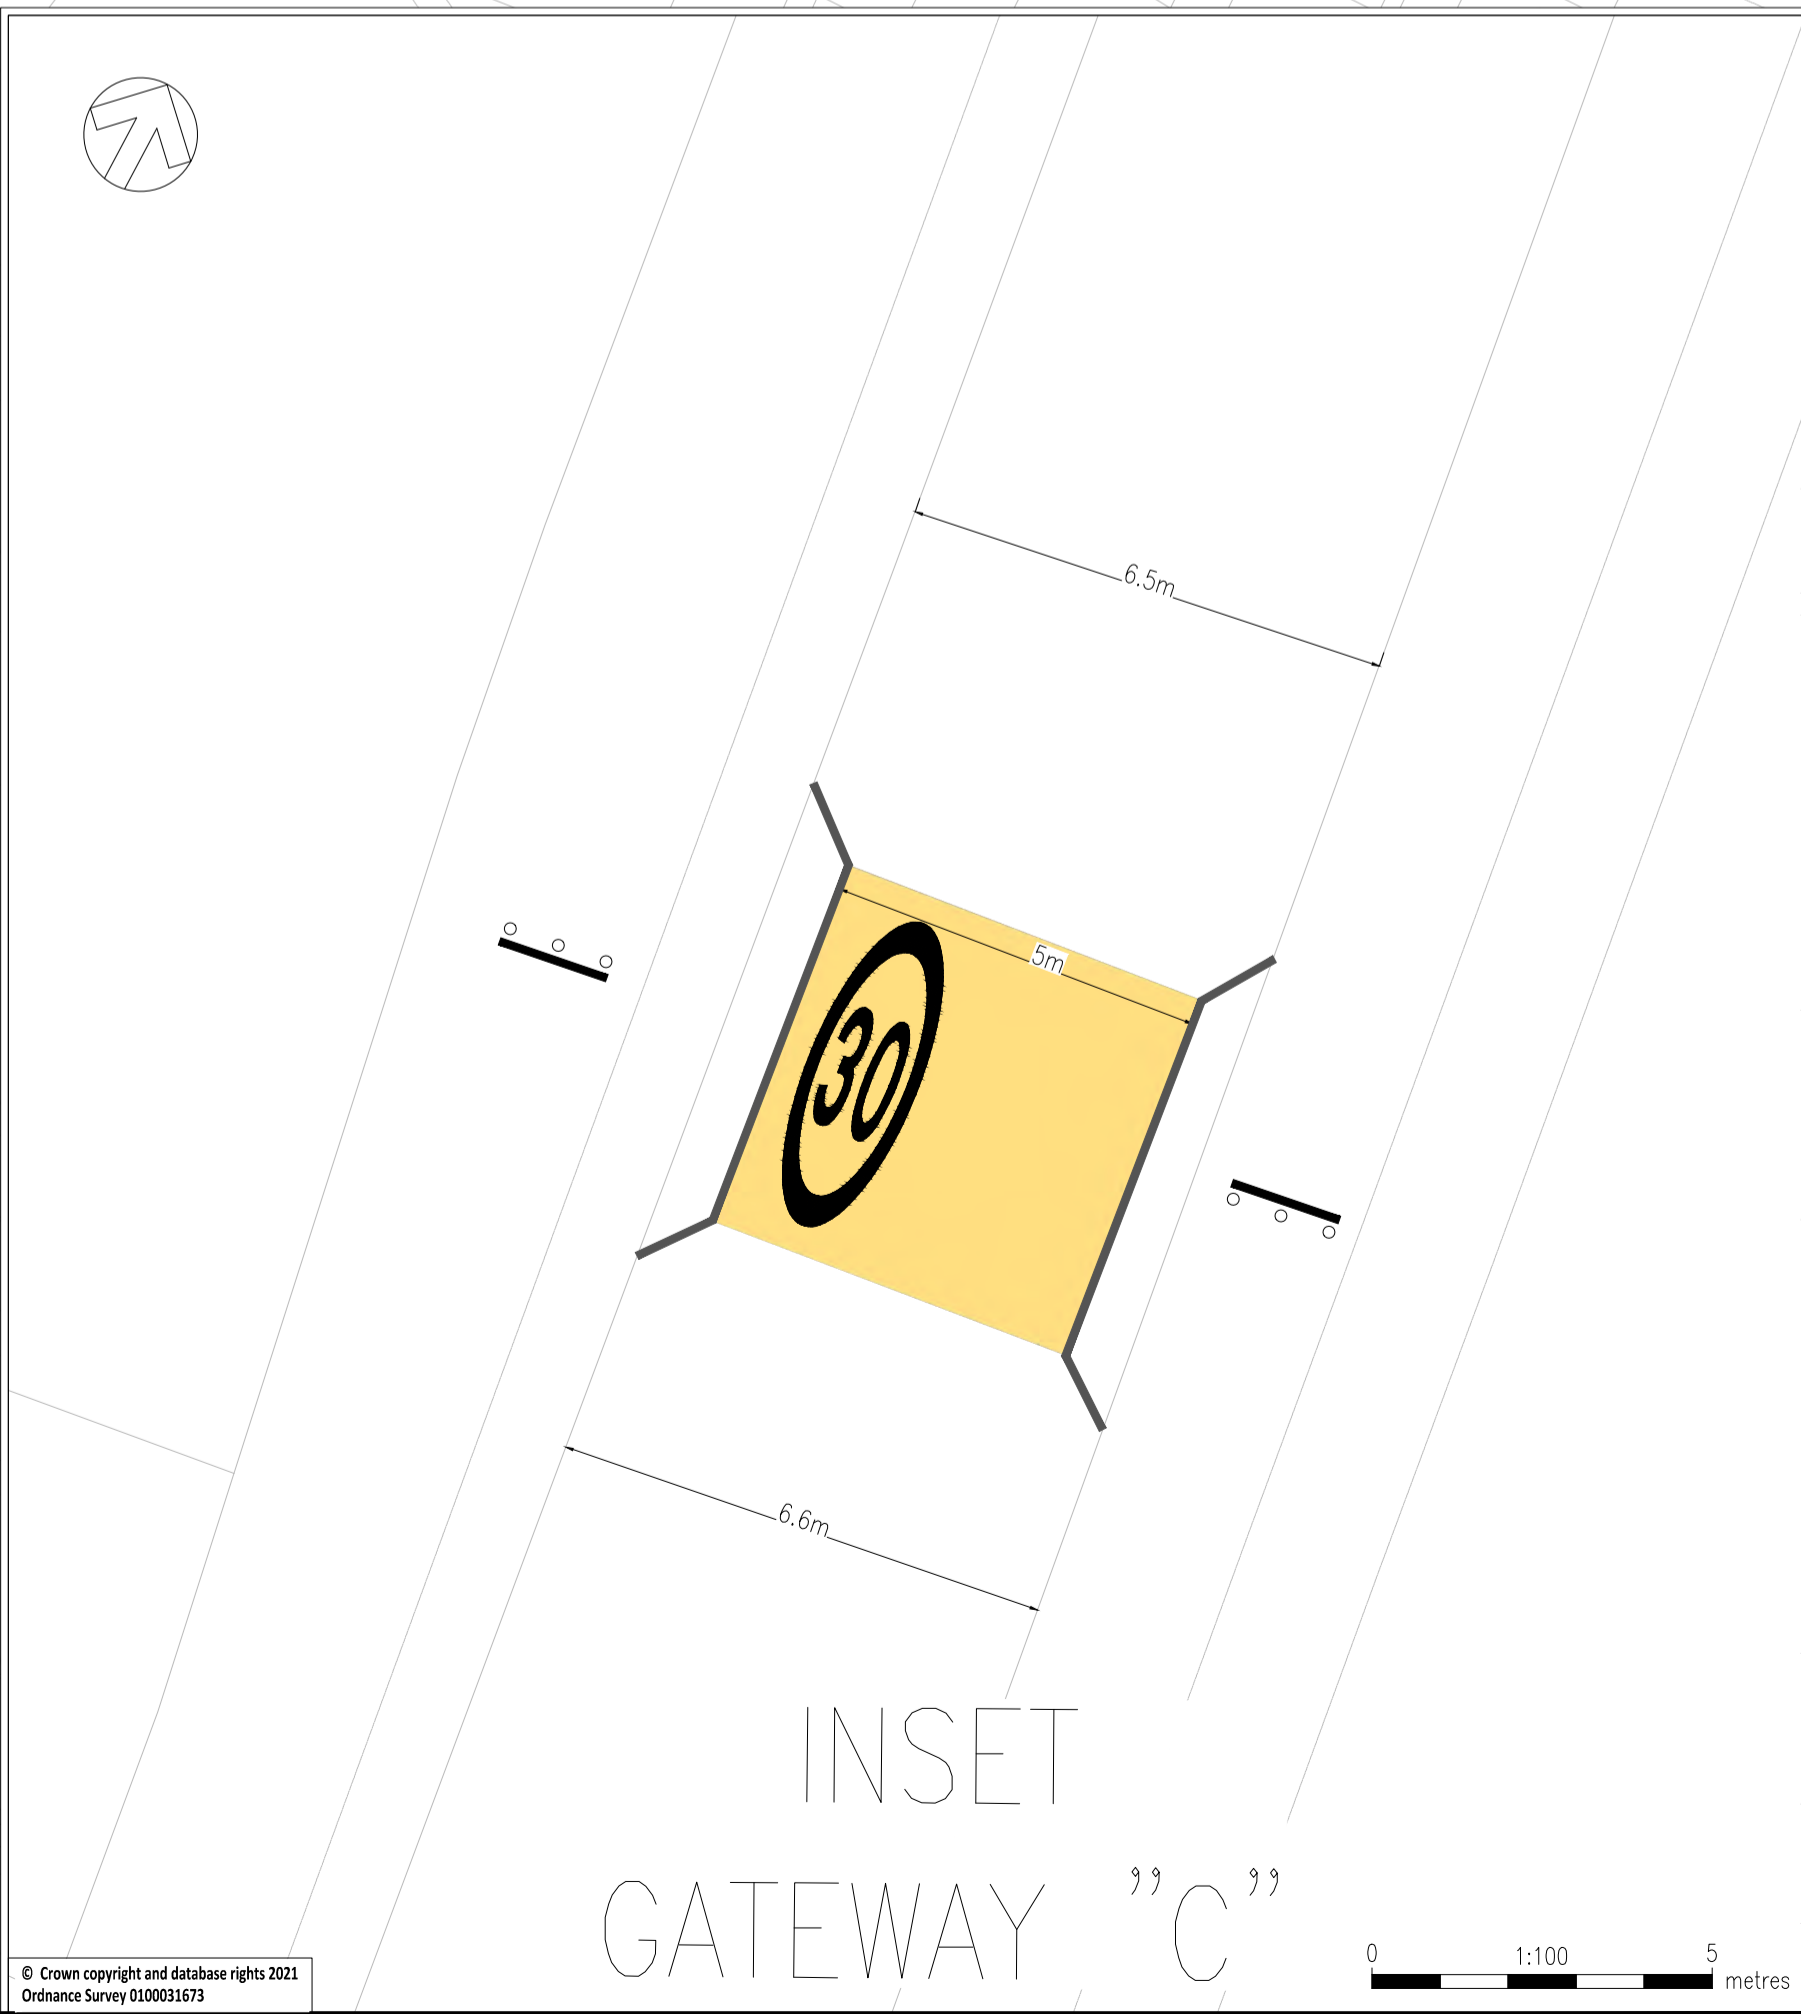 6.5m
5m
30
6.6m
INSET
GATEWAY "C"
0 1:100 5
metres
© Crown copyright and database rights 2021
Ordnance Survey 0100031673